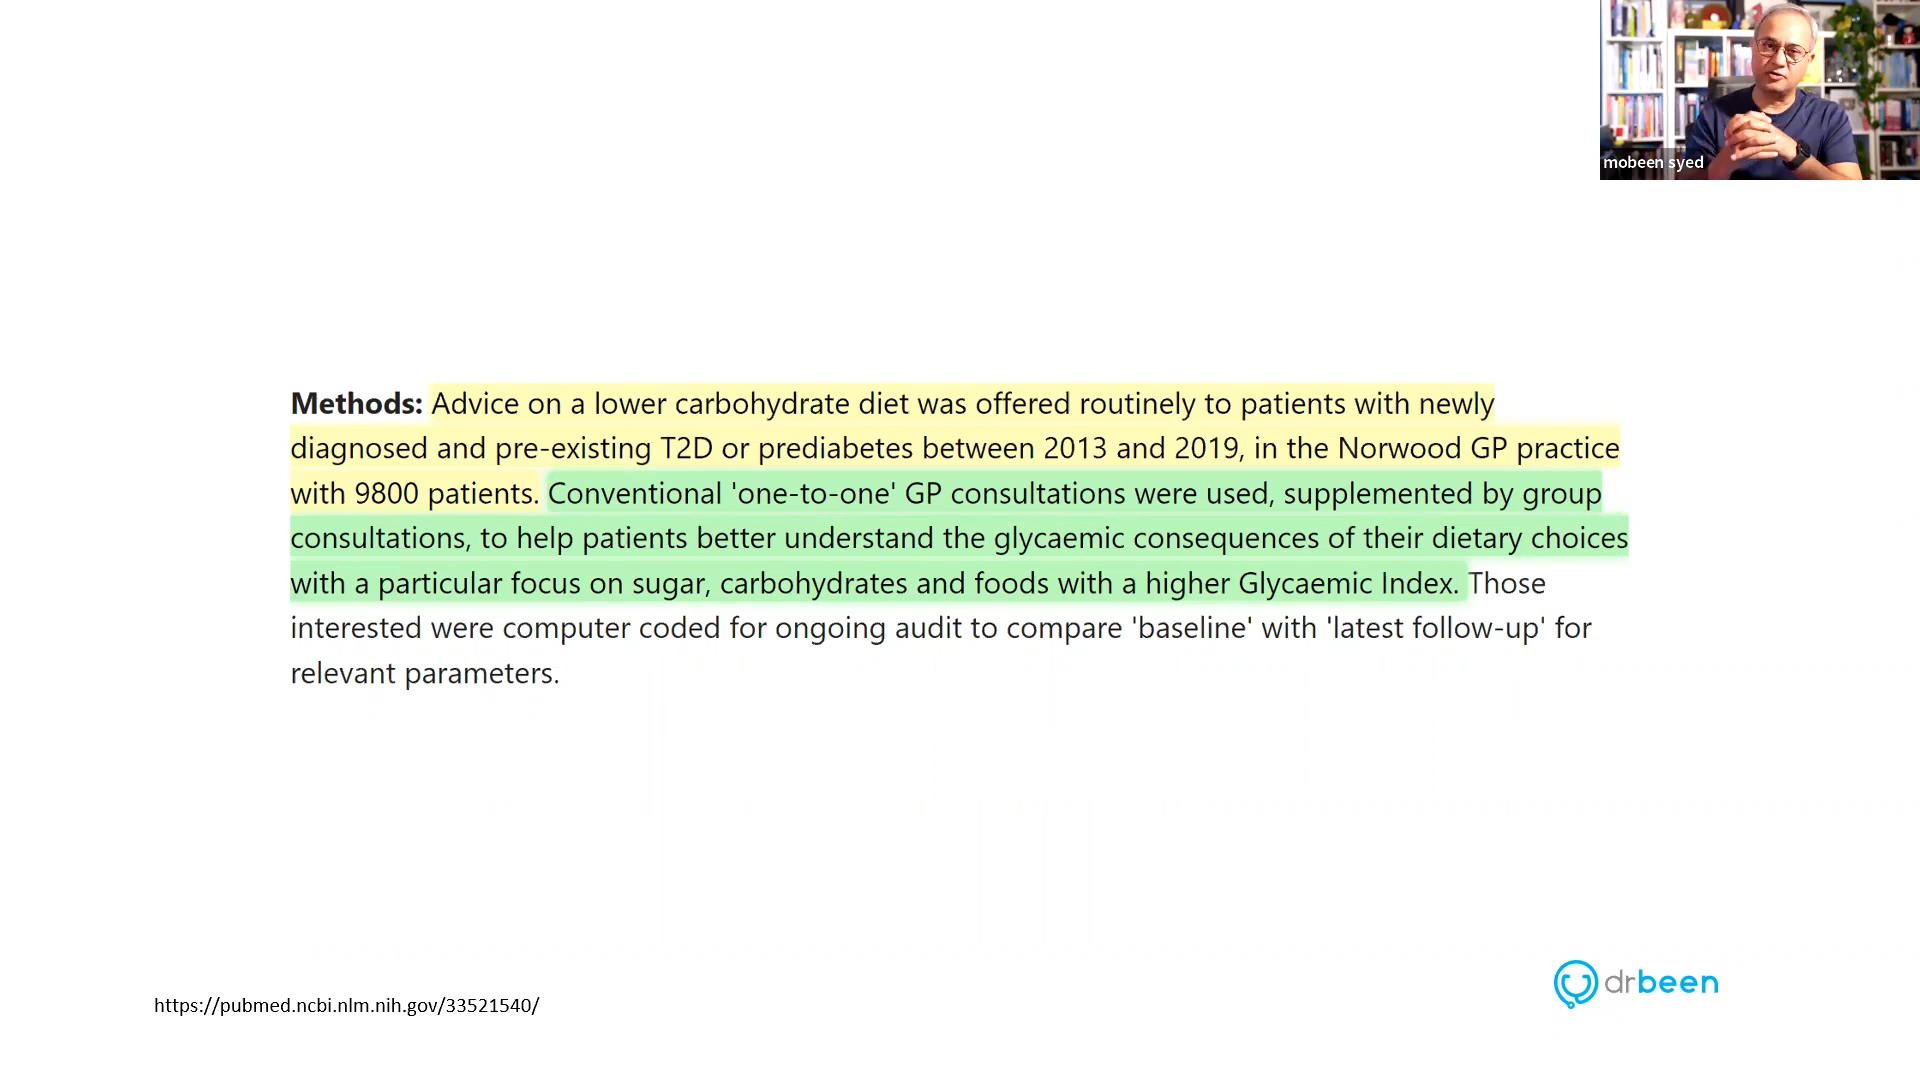 mobeen syed
Methods: Advice on a lower carbohydrate diet was offered routinely to patients with newly
diagnosed and pre-existing T2D or prediabetes between 2013 and 2019, in the Norwood GP practice
with 9800 patients. Conventional 'one-to-one' GP consultations were used, supplemented by group
consultations, to help patients better understand the glycaemic consequences of their dietary choices
with a particular focus on sugar, carbohydrates and foods with a higher Glycaemic Index. Those
interested were computer coded for ongoing audit to compare 'baseline' with 'latest follow-up' for
relevant parameters.
drbeen
https://pubmed.ncbi.nlm.nih.gov/33521540/